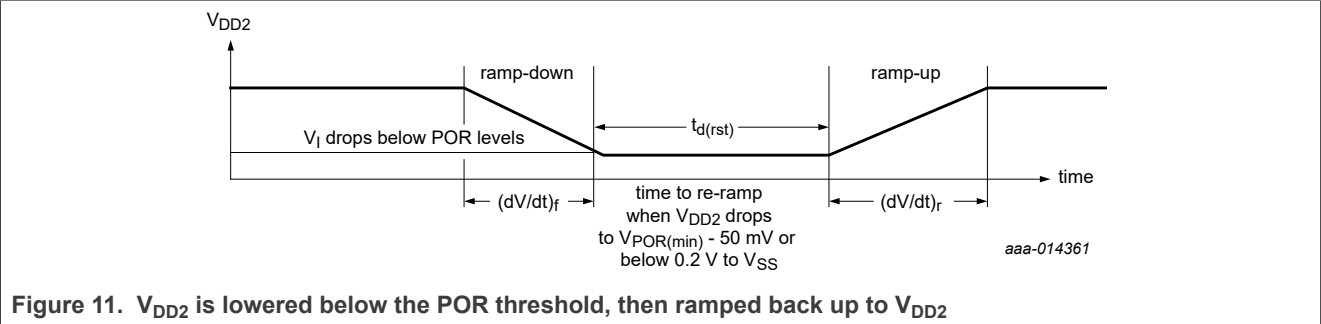 VDD2
ramp-down
ramp-up
td(rst)
VI drops below POR levels
time
(dV/dt)f
time to re-ramp
when VDD2 drops
to VPOR(min) - 50 mV or
below 0.2 V to VSS
(dV/dt)r
aaa-014361
Figure 11. VDD2 is lowered below the POR threshold, then ramped back up to VDD2